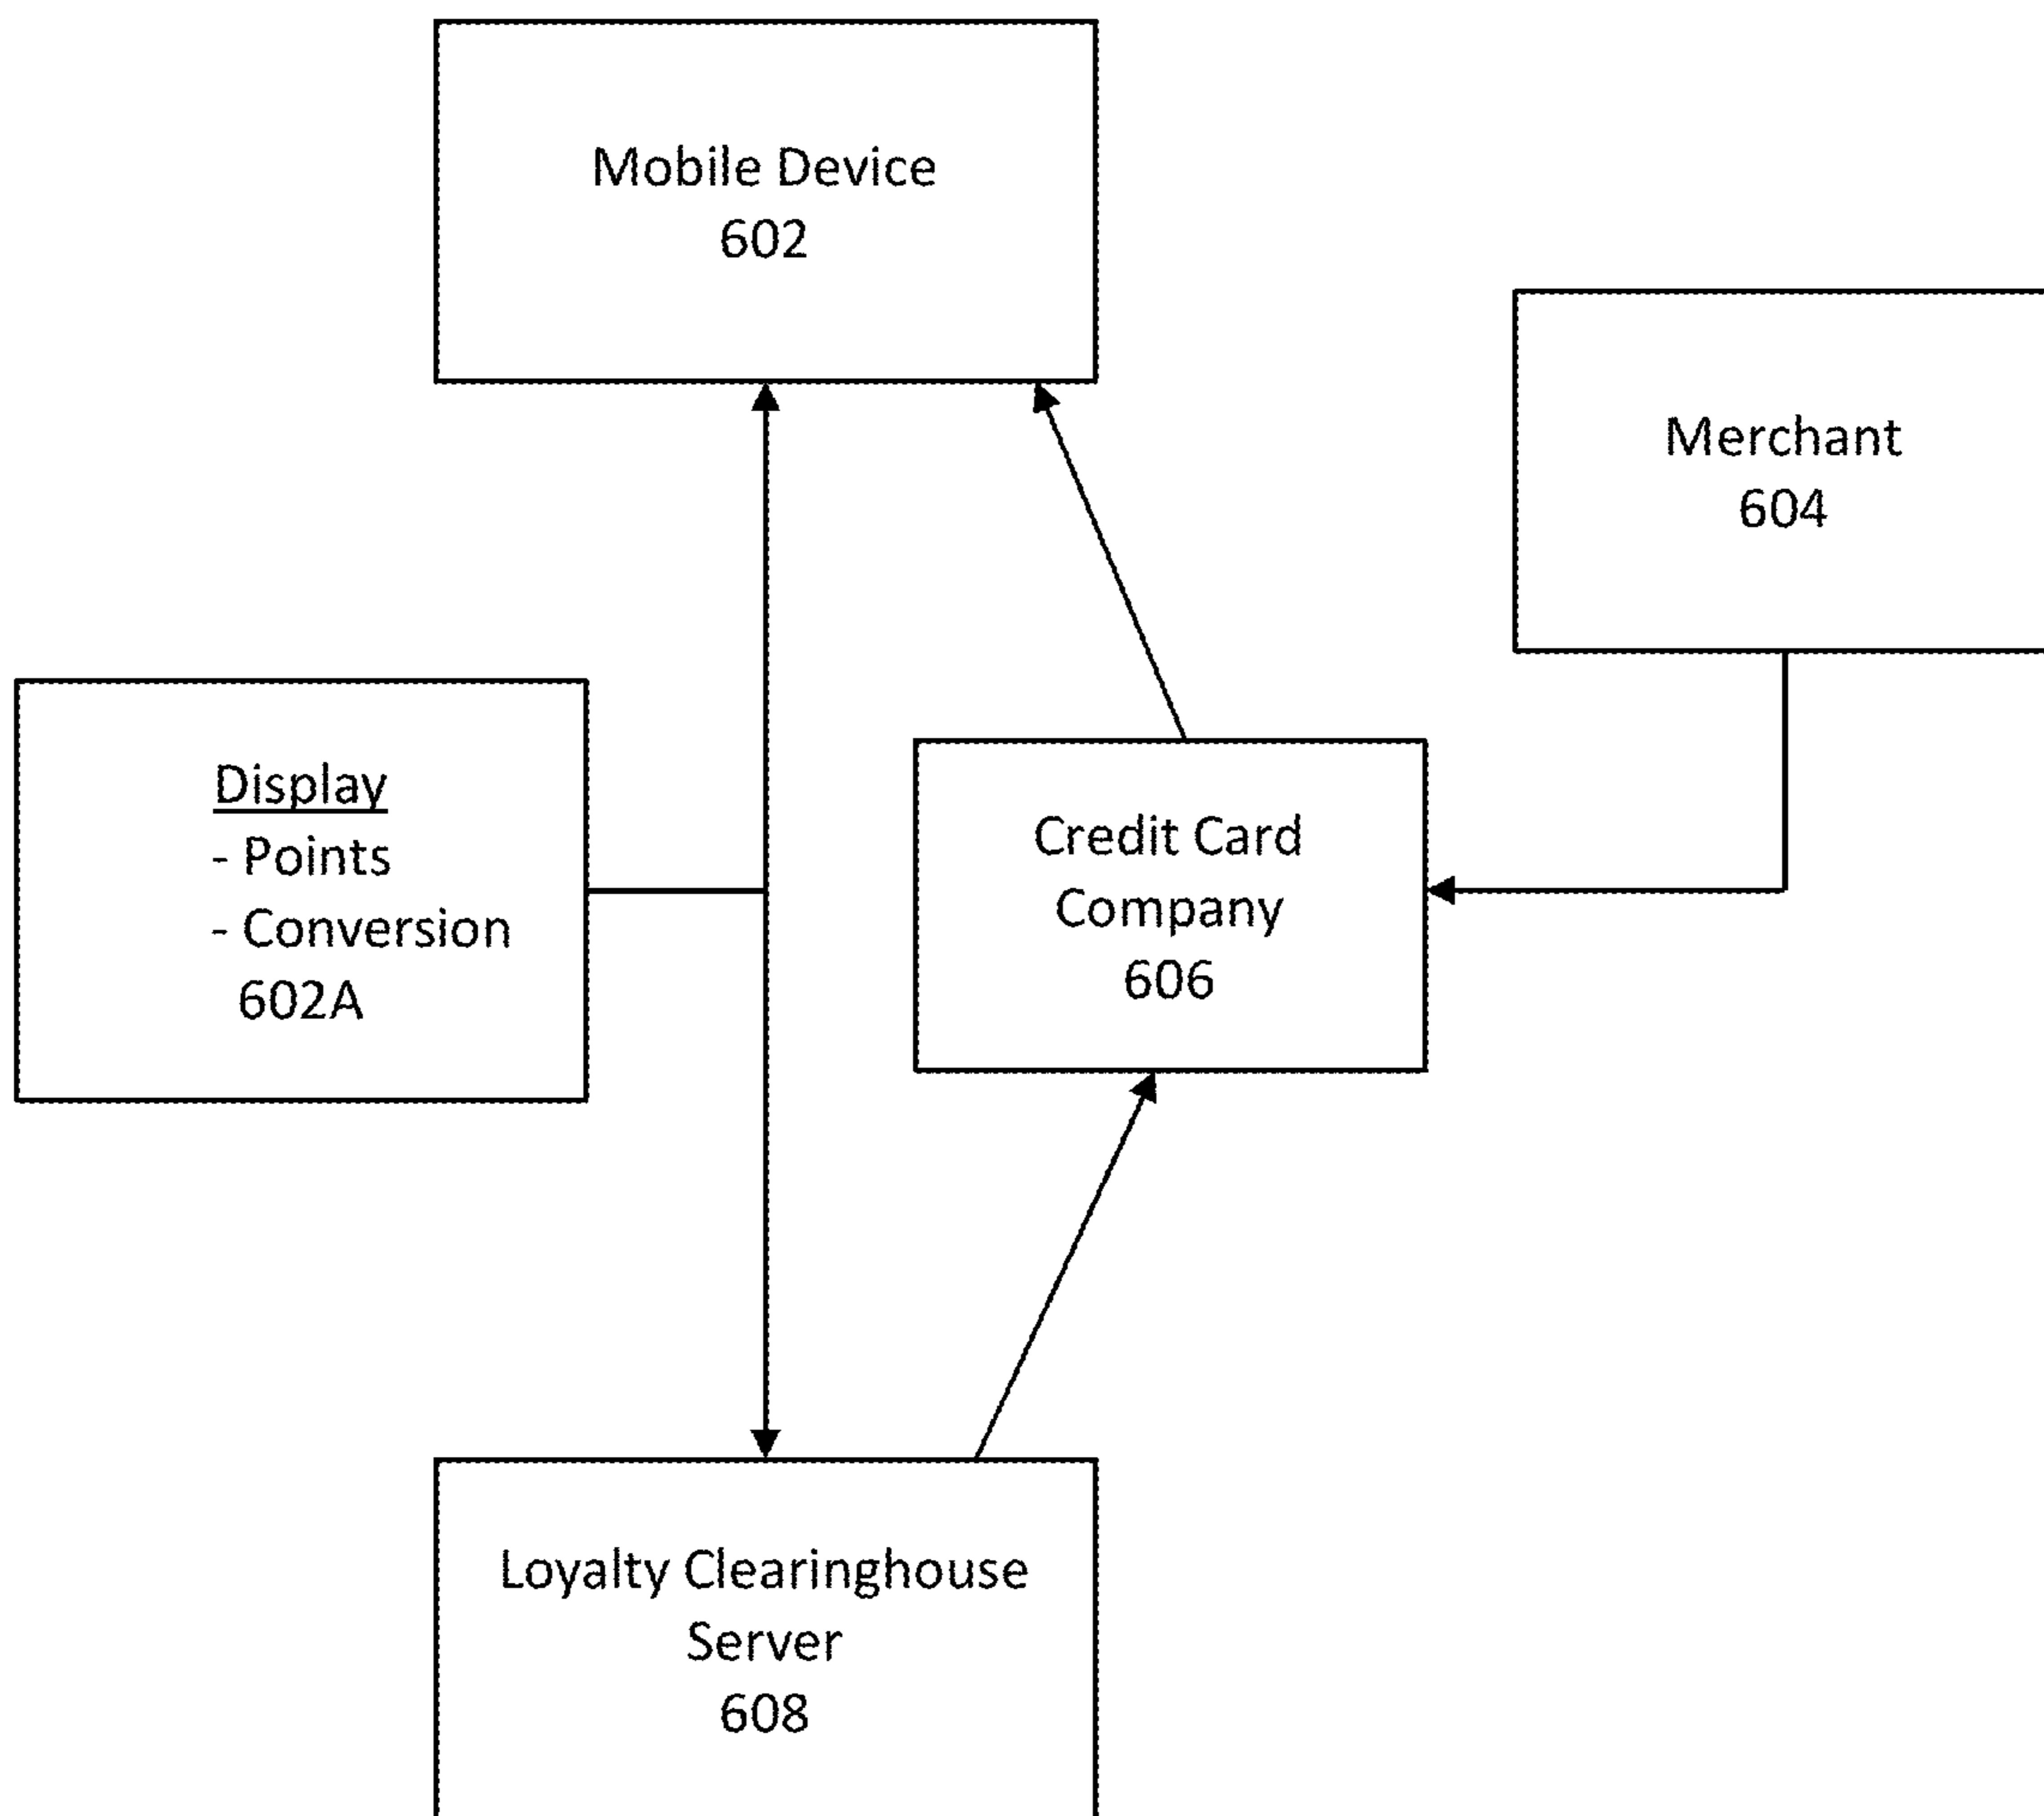 Mobile Device
602
Merchant
604
Display
- Points
- Conversion
602A
Credit Card
Company
606
Loyalty Clearinghouse
Server
608